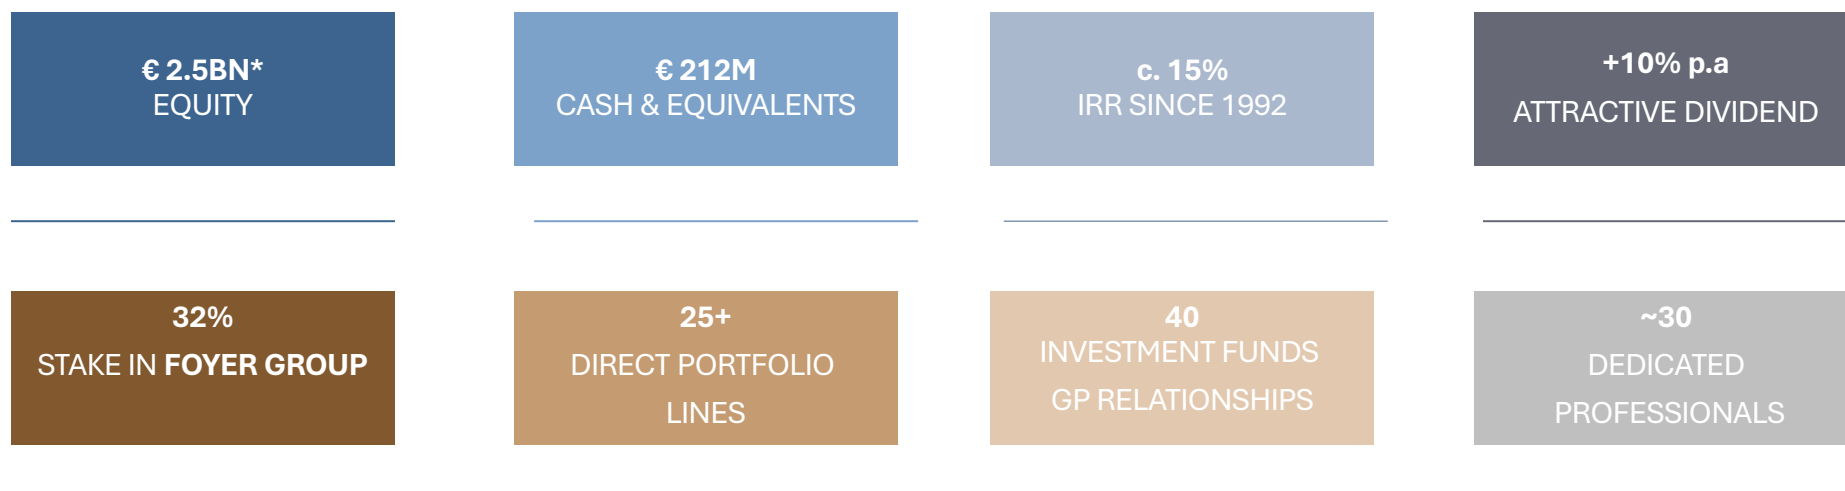 € 2.5BN*
EQUITY
€ 212M
CASH & EQUIVALENTS
c. 15%
IRR SINCE 1992
+10% p.a
ATTRACTIVE DIVIDEND
32%
STAKE IN FOYER GROUP
25+
DIRECT PORTFOLIO
LINES
40
INVESTMENT FUNDS
GP RELATIONSHIPS
~30
DEDICATED
PROFESSIONALS